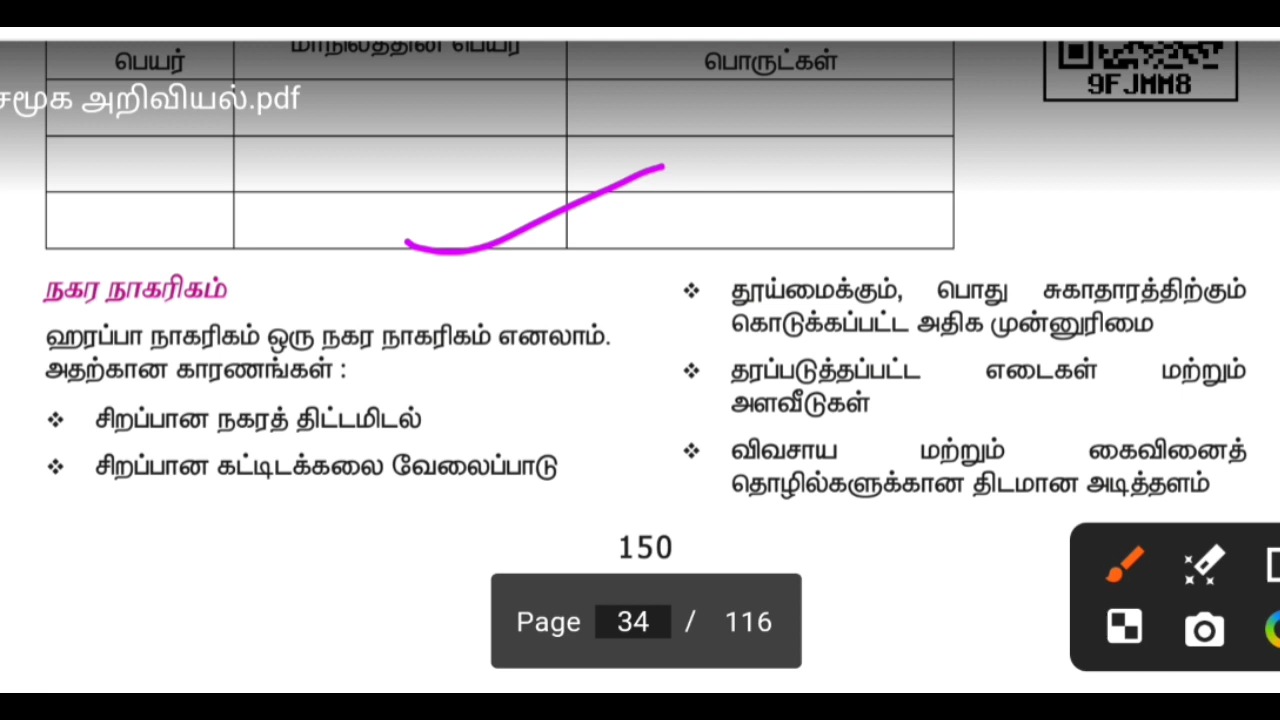 பெயர்
மாநிலத்தின் பெயர்
பொருட்கள்
9FJMM8
சமூக அறிவியல்.pdf
நகர நாகரிகம்
ஹரப்பா நாகரிகம் ஒரு நகர நாகரிகம் எனலாம்.
அதற்கான காரணங்கள் :
❖ சிறப்பான நகரத் திட்டமிடல்
❖ சிறப்பான கட்டிடக்கலை வேலைப்பாடு
❖ தூய்மைக்கும், பொது சுகாதாரத்திற்கும்
கொடுக்கப்பட்ட அதிக முன்னுரிமை
❖ தரப்படுத்தப்பட்ட எடைகள் மற்றும்
அளவீடுகள்
❖ விவசாய மற்றும் கைவினைத்
தொழில்களுக்கான திடமான அடித்தளம்
150
Page 34 / 116